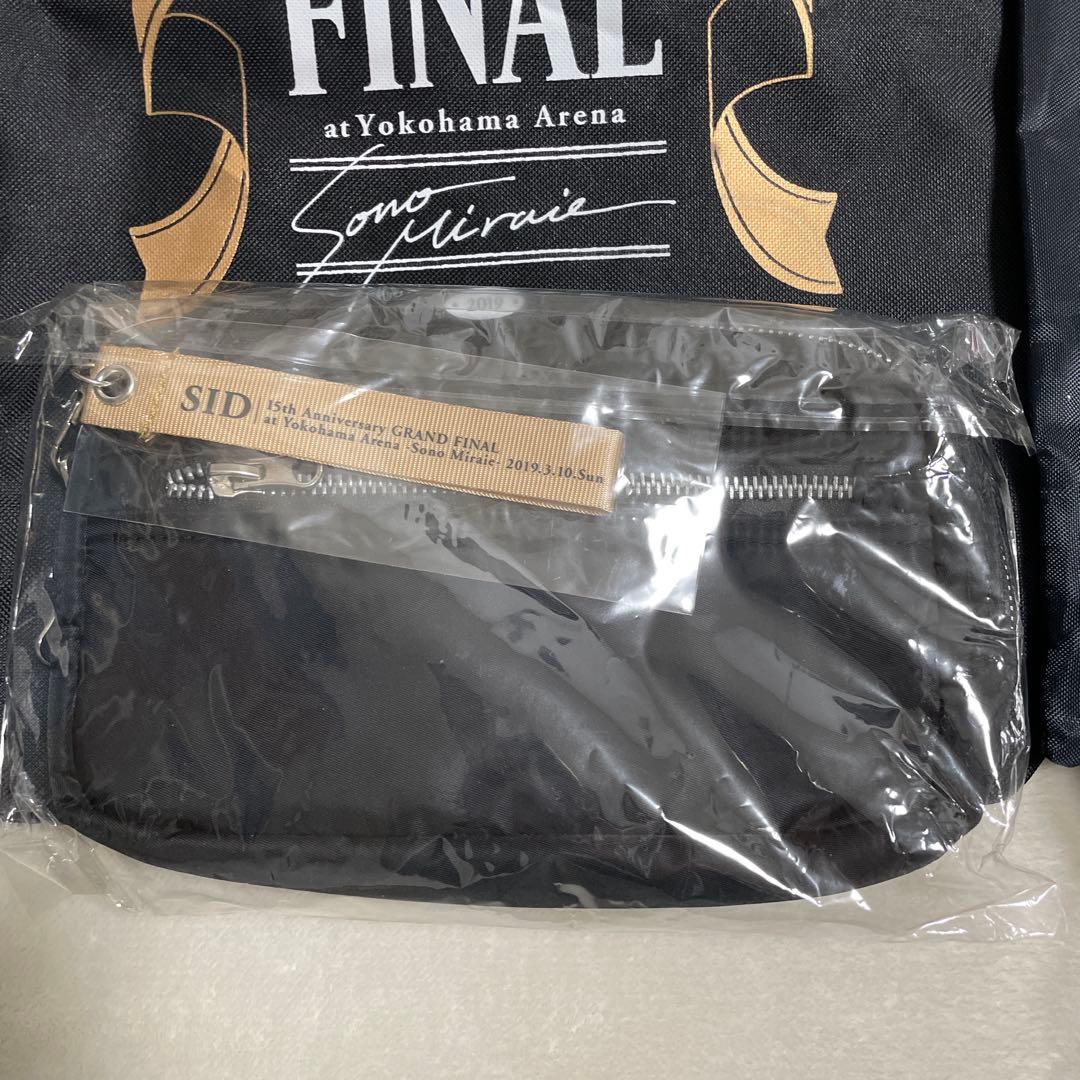 FINAL
at Yokohama Arena
Sono
Miraie
2019
SID
15th Anniversary GRAND FINAL
at Yokohama Arena -Sono Miraie- 2019.3.10.Sun